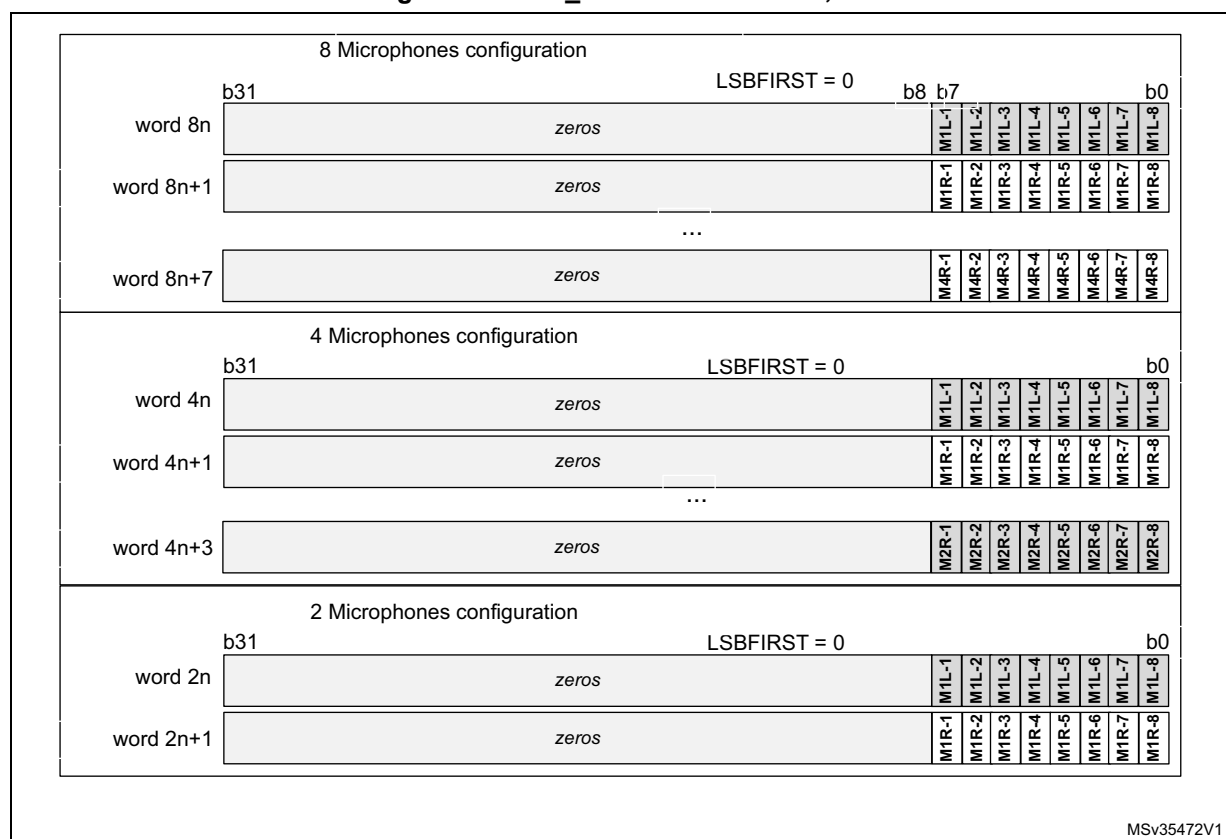 8 Microphones configuration
LSBFIRST = 0
b31 b8 b7 b0
word 8n zeros M1L-1 M1L-2 M1L-3 M1L-4 M1L-5 M1L-6 M1L-7 M1L-8
word 8n+1 zeros M1R-1 M1R-2 M1R-3 M1R-4 M1R-5 M1R-6 M1R-7 M1R-8
...
word 8n+7 zeros M4R-1 M4R-2 M4R-3 M4R-4 M4R-5 M4R-6 M4R-7 M4R-8
4 Microphones configuration
b31 LSBFIRST = 0 b0
word 4n zeros M1L-1 M1L-2 M1L-3 M1L-4 M1L-5 M1L-6 M1L-7 M1L-8
word 4n+1 zeros M1R-1 M1R-2 M1R-3 M1R-4 M1R-5 M1R-6 M1R-7 M1R-8
...
word 4n+3 zeros M2R-1 M2R-2 M2R-3 M2R-4 M2R-5 M2R-6 M2R-7 M2R-8
2 Microphones configuration
b31 LSBFIRST = 0 b0
word 2n zeros M1L-1 M1L-2 M1L-3 M1L-4 M1L-5 M1L-6 M1L-7 M1L-8
word 2n+1 zeros M1R-1 M1R-2 M1R-3 M1R-4 M1R-5 M1R-6 M1R-7 M1R-8
MSv35472V1